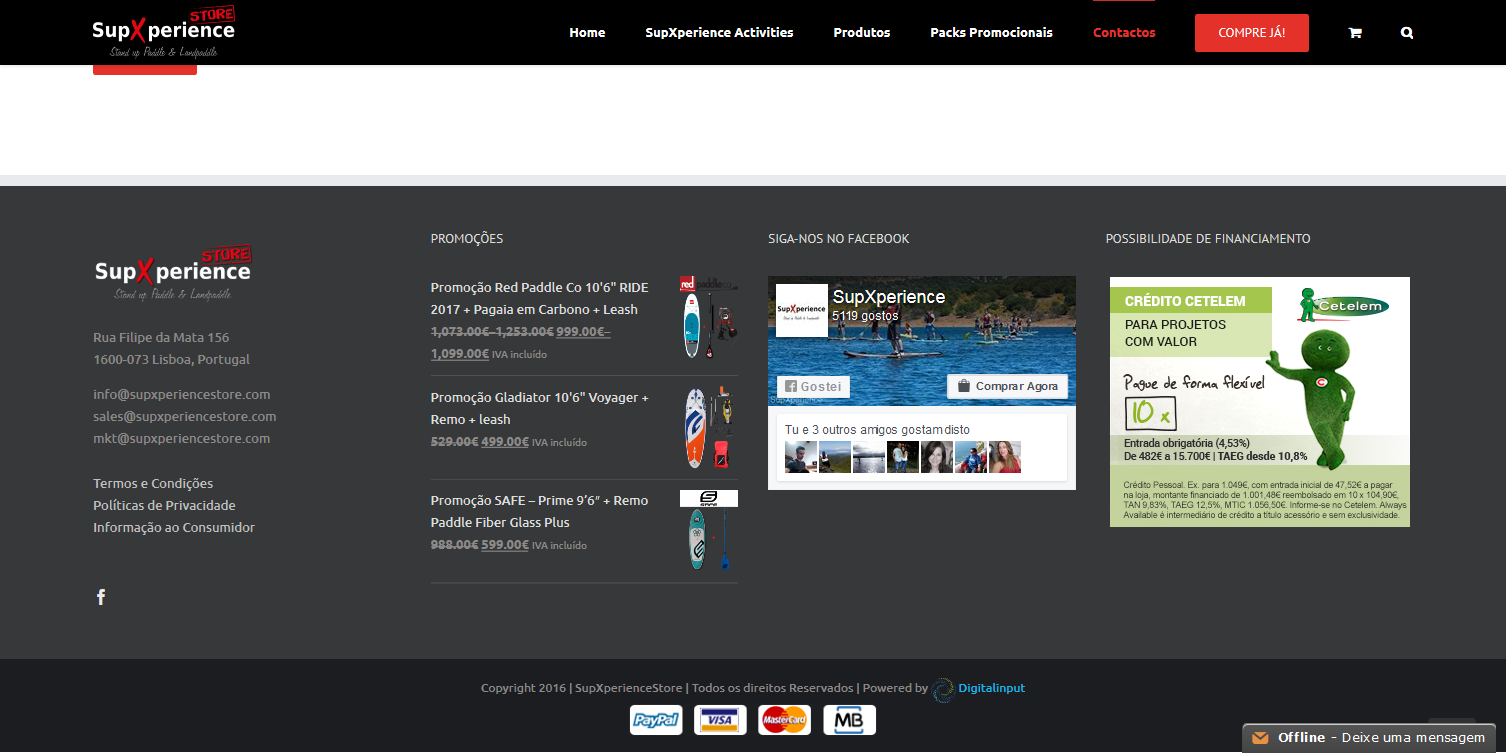 SupXperience STORE
Stand up Paddle & Landpaddle
Home
SupXperience Activities
Produtos
Packs Promocionais
Contactos
COMPRE JÁ!
SupXperience STORE
Stand up Paddle & Landpaddle
Rua Filipe da Mata 156
1600-073 Lisboa, Portugal
info@supxperiencestore.com
sales@supxperiencestore.com
mkt@supxperiencestore.com
Termos e Condições
Políticas de Privacidade
Informação ao Consumidor
PROMOÇÕES
Promoção Red Paddle Co 10'6" RIDE
2017 + Pagaia em Carbono + Leash
1,073.00€–1,253.00€ 999.00€–
1,099.00€ IVA incluído
red paddle co
Promoção Gladiator 10'6" Voyager +
Remo + leash
529.00€ 499.00€ IVA incluído
Promoção SAFE – Prime 9’6″ + Remo
Paddle Fiber Glass Plus
988.00€ 599.00€ IVA incluído
SAFE
SIGA-NOS NO FACEBOOK
SupXperience
SupXperience
5119 gostos
Gostei
Comprar Agora
SupXperience
Tu e 3 outros amigos gostam disto
POSSIBILIDADE DE FINANCIAMENTO
CRÉDITO CETELEM
Cetelem
PARA PROJETOS
COM VALOR
Pague de forma flexível
10 x
Entrada obrigatória (4,53%)
De 482€ a 15.700€ | TAEG desde 10,8%
Crédito Pessoal. Ex. para 1.049€, com entrada inicial de 47,52€ a pagar
na loja, montante financiado de 1.001,48€ reembolsado em 10 x 104,90€,
TAN 9,83%, TAEG 12,5%, MTIC 1.056,50€. Informe-se no Cetelem. Always
Available é intermediário de crédito a título acessório e sem exclusividade.
Copyright 2016 | SupXperienceStore | Todos os direitos Reservados | Powered by Digitalinput
PayPal
VISA
MasterCard
MB
Offline - Deixe uma mensagem